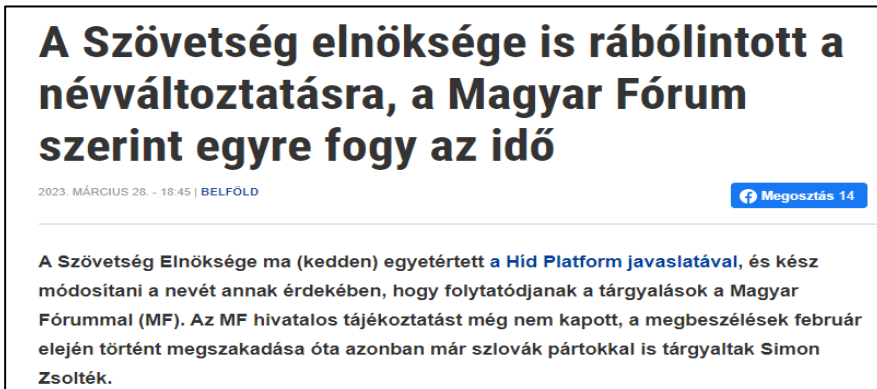 A Szövetség elnöksége is rábólintott a
névváltoztatásra, a Magyar Fórum
szerint egyre fogy az idő
2023. MÁRCIUS 28. - 18:45 | BELFÖLD
Megosztás 14
A Szövetség Elnöksége ma (kedden) egyetértett a Híd Platform javaslatával, és kész
módosítani a nevét annak érdekében, hogy folytatódjanak a tárgyalások a Magyar
Fórummal (MF). Az MF hivatalos tájékoztatást még nem kapott, a megbeszélések február
elején történt megszakadása óta azonban már szlovák pártokkal is tárgyaltak Simon
Zsolték.